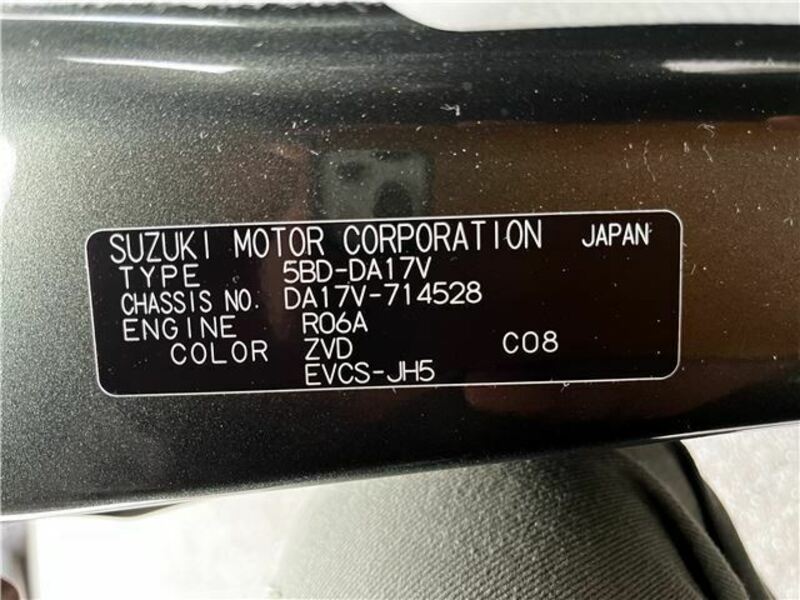 SUZUKI MOTOR CORPORATION JAPAN
TYPE 5BD-DA17V
CHASSIS NO. DA17V-714528
ENGINE R06A
COLOR ZVD C08
EVCS-JH5